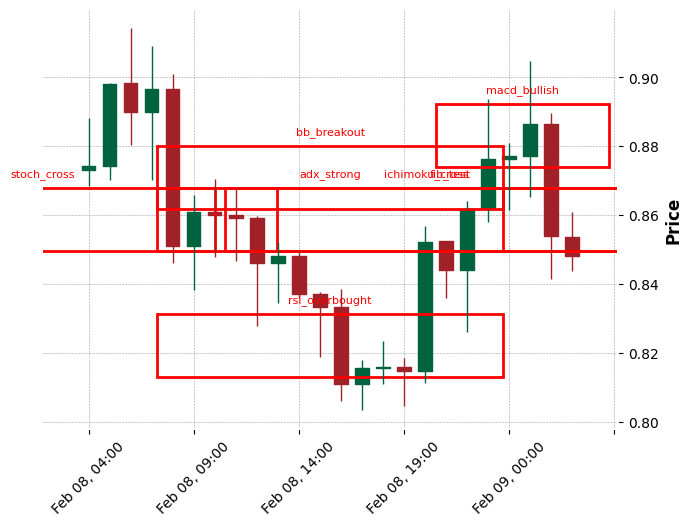 macd_bullish
0.90
bb_breakout
0.88
stoch_cross
adx_strong
0.86
Price
0.84
rsi_overbought
0.82
0.80
Feb 08, 04:00
Feb 08, 09:00
Feb 08, 14:00
Feb 08, 19:00
Feb 09, 00:00